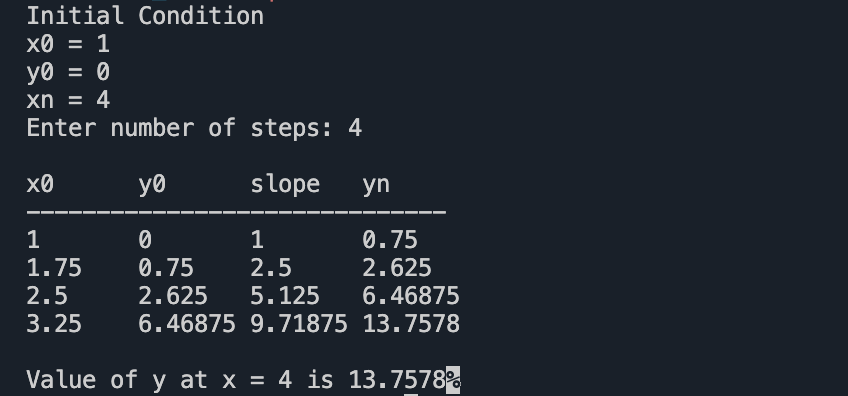 Initial Condition
x0 = 1
y0 = 0
xn = 4
Enter number of steps: 4
x0 y0 slope yn
------------------------------
1 0 1 0.75
1.75 0.75 2.5 2.625
2.5 2.625 5.125 6.46875
3.25 6.46875 9.71875 13.7578
Value of y at x = 4 is 13.7578%